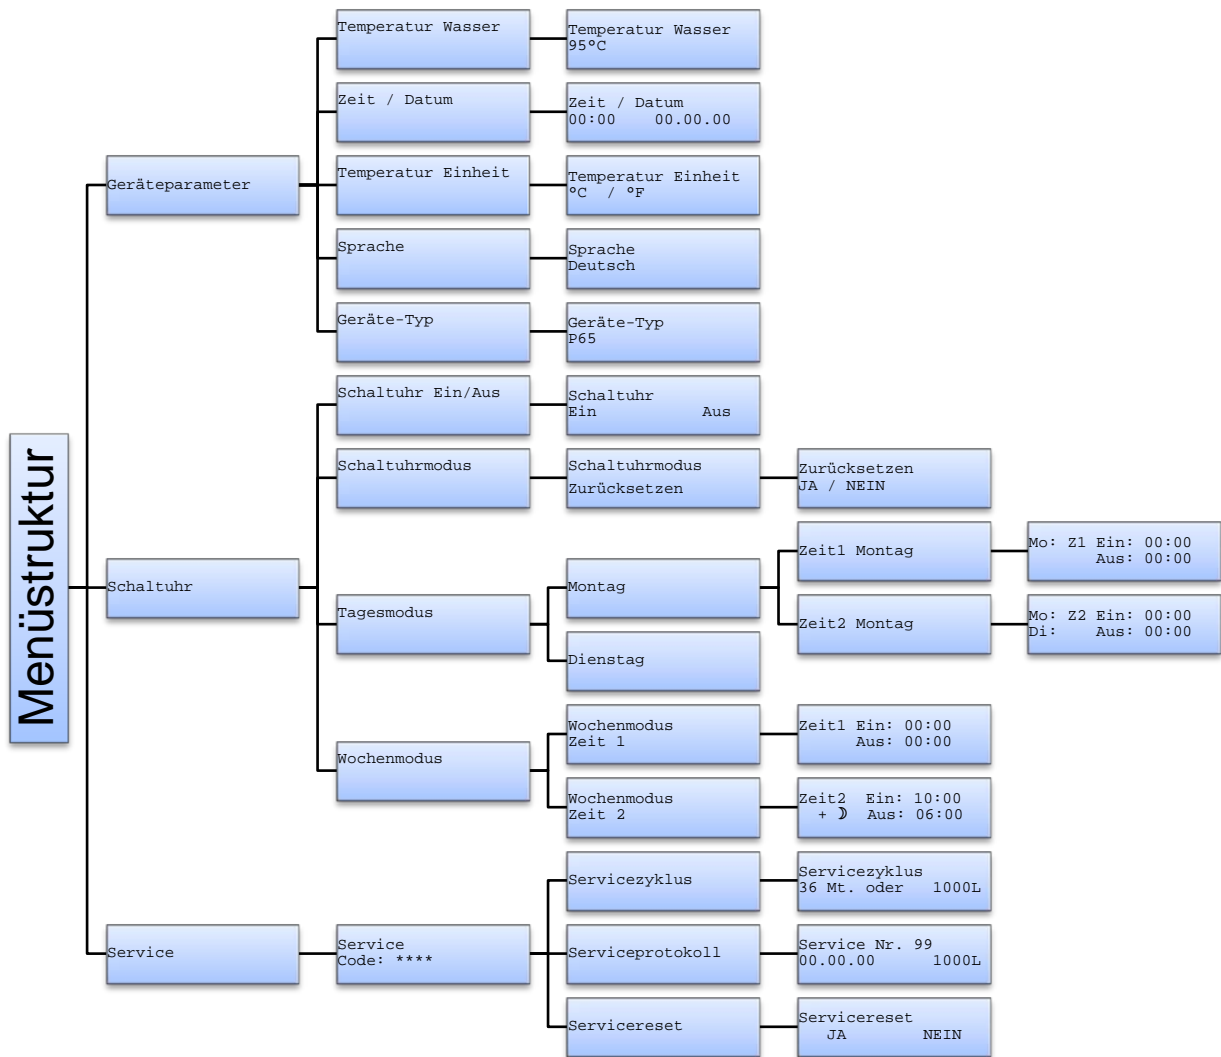 Menüstruktur
Geräteparameter
Temperatur Wasser
Temperatur Wasser
95°C
Zeit / Datum
Zeit / Datum
00:00 00.00.00
Temperatur Einheit
Temperatur Einheit
°C / °F
Sprache
Sprache
Deutsch
Geräte-Typ
Geräte-Typ
P65
Schaltuhr
Schaltuhr Ein/Aus
Schaltuhr
Ein Aus
Schaltuhrmodus
Schaltuhrmodus
Zurücksetzen
Zurücksetzen
JA / NEIN
Tagesmodus
Montag
Zeit1 Montag
Mo: Z1 Ein: 00:00
Aus: 00:00
Zeit2 Montag
Mo: Z2 Ein: 00:00
Di: Aus: 00:00
Dienstag
Wochenmodus
Wochenmodus
Zeit 1
Zeit1 Ein: 00:00
Aus: 00:00
Wochenmodus
Zeit 2
Zeit2 Ein: 10:00
+ ☽ Aus: 06:00
Service
Service
Code: ****
Servicezyklus
Servicezyklus
36 Mt. oder 1000L
Serviceprotokoll
Service Nr. 99
00.00.00 1000L
Servicereset
Servicereset
JA NEIN